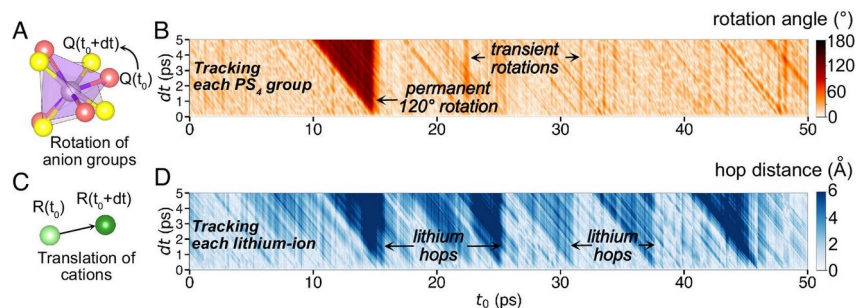 A
Q(t₀+dt)
Q(t₀)
Rotation of
anion groups
B
rotation angle (°)
dt (ps)
5
4
3
2
1
0
Tracking
each PS₄ group
transient
rotations
permanent
120° rotation
0
10
20
30
40
50
180
120
60
0
C
R(t₀)
R(t₀+dt)
Translation of
cations
D
hop distance (Å)
dt (ps)
5
4
3
2
1
0
Tracking
each lithium-ion
lithium
hops
lithium
hops
0
10
20
30
40
50
t₀ (ps)
6
4
2
0